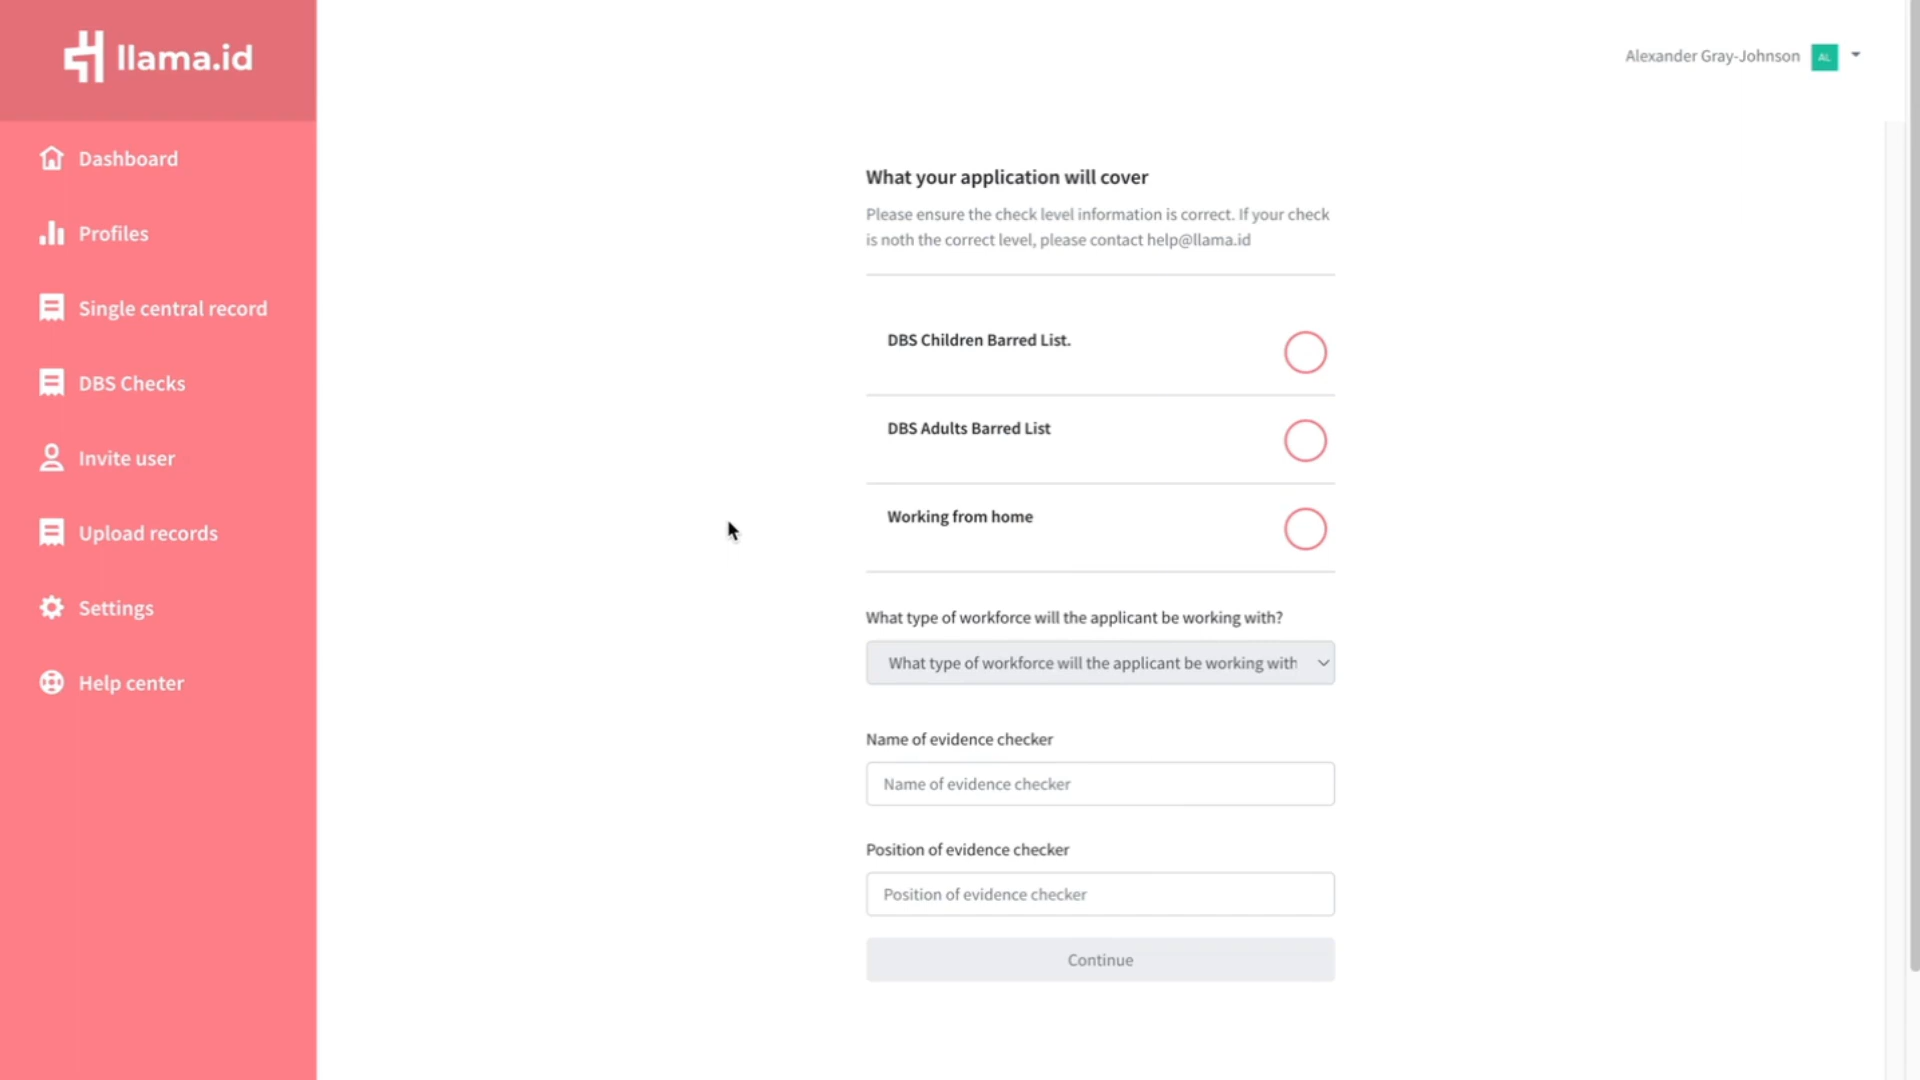 llama.id
Alexander Gray-Johnson AL
Dashboard
Profiles
Single central record
DBS Checks
Invite user
Upload records
Settings
Help center
What your application will cover
Please ensure the check level information is correct. If your check
is noth the correct level, please contact help@llama.id
DBS Children Barred List.
DBS Adults Barred List
Working from home
What type of workforce will the applicant be working with?
What type of workforce will the applicant be working with
Name of evidence checker
Name of evidence checker
Position of evidence checker
Position of evidence checker
Continue